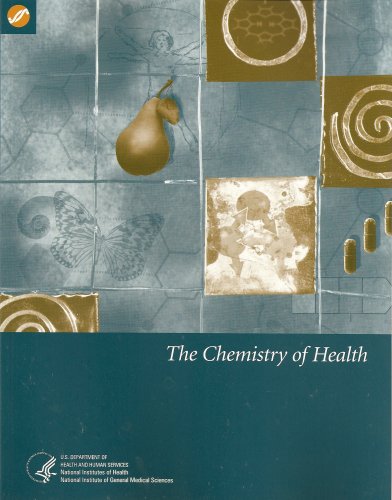 The Chemistry of Health
U.S. DEPARTMENT OF
HEALTH AND HUMAN SERVICES
National Institutes of Health
National Institute of General Medical Sciences